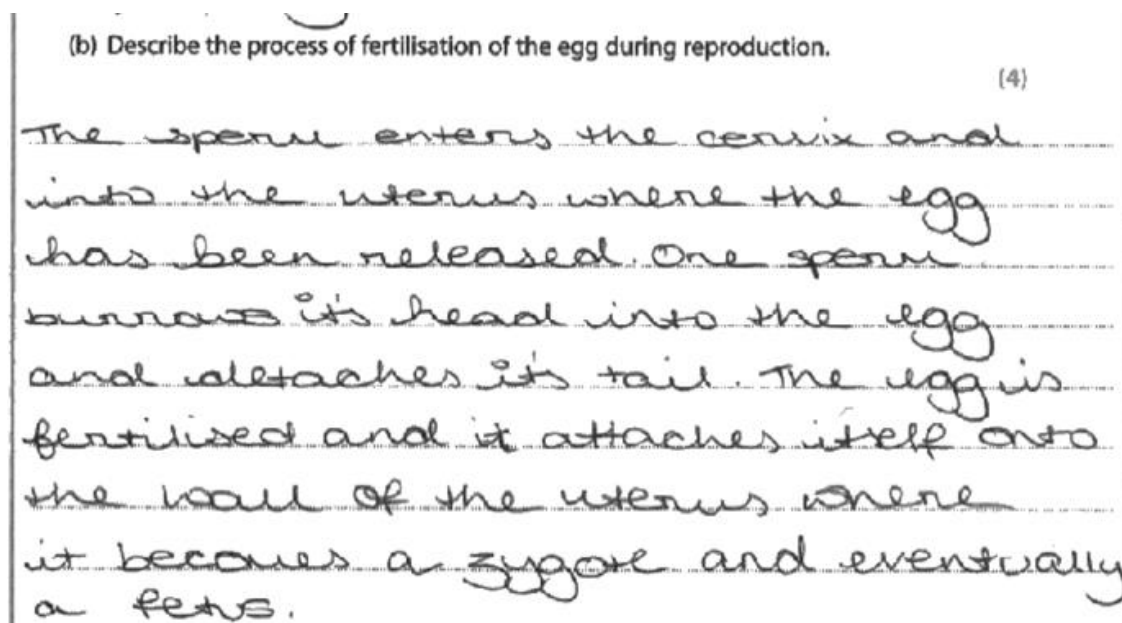 (b) Describe the process of fertilisation of the egg during reproduction.
(4)
The sperm enters the cervix and
into the uterus where the egg
has been released. One sperm
burrows it's head into the egg
and detaches it's tail. The egg is
fertilised and it attaches itself onto
the wall of the uterus where
it becomes a zygote and eventually
a fetus.